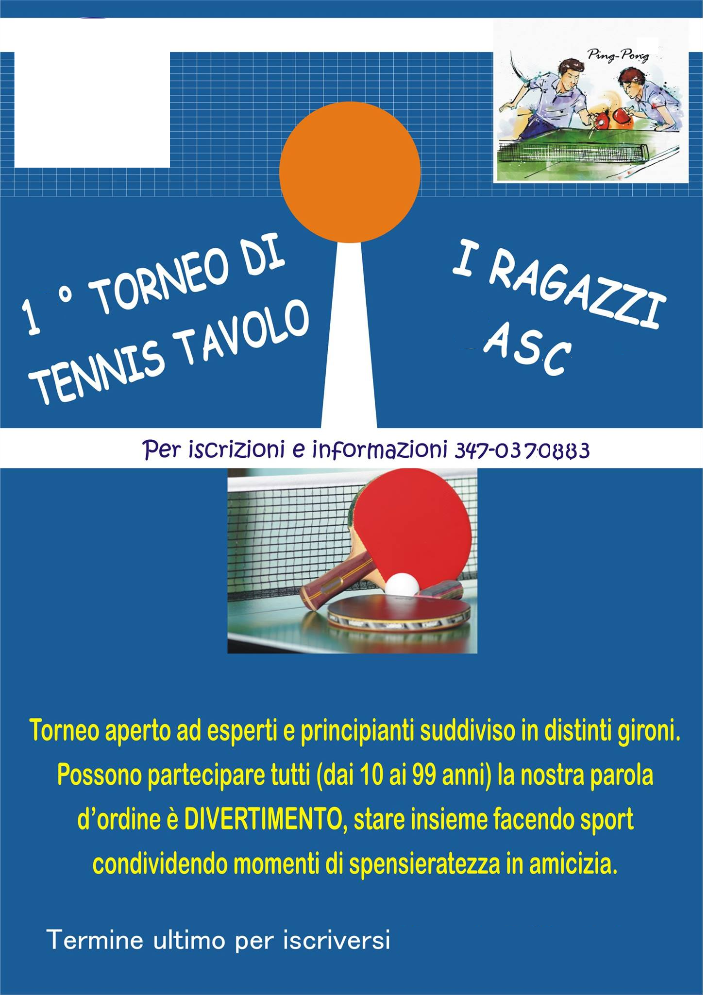 Ping-Pong
1 ° TORNEO DI
TENNIS TAVOLO
I RAGAZZI
ASC
Per iscrizioni e informazioni 347-0370883
Torneo aperto ad esperti e principianti suddiviso in distinti gironi.
Possono partecipare tutti (dai 10 ai 99 anni) la nostra parola
d’ordine è DIVERTIMENTO, stare insieme facendo sport
condividendo momenti di spensieratezza in amicizia.
Termine ultimo per iscriversi